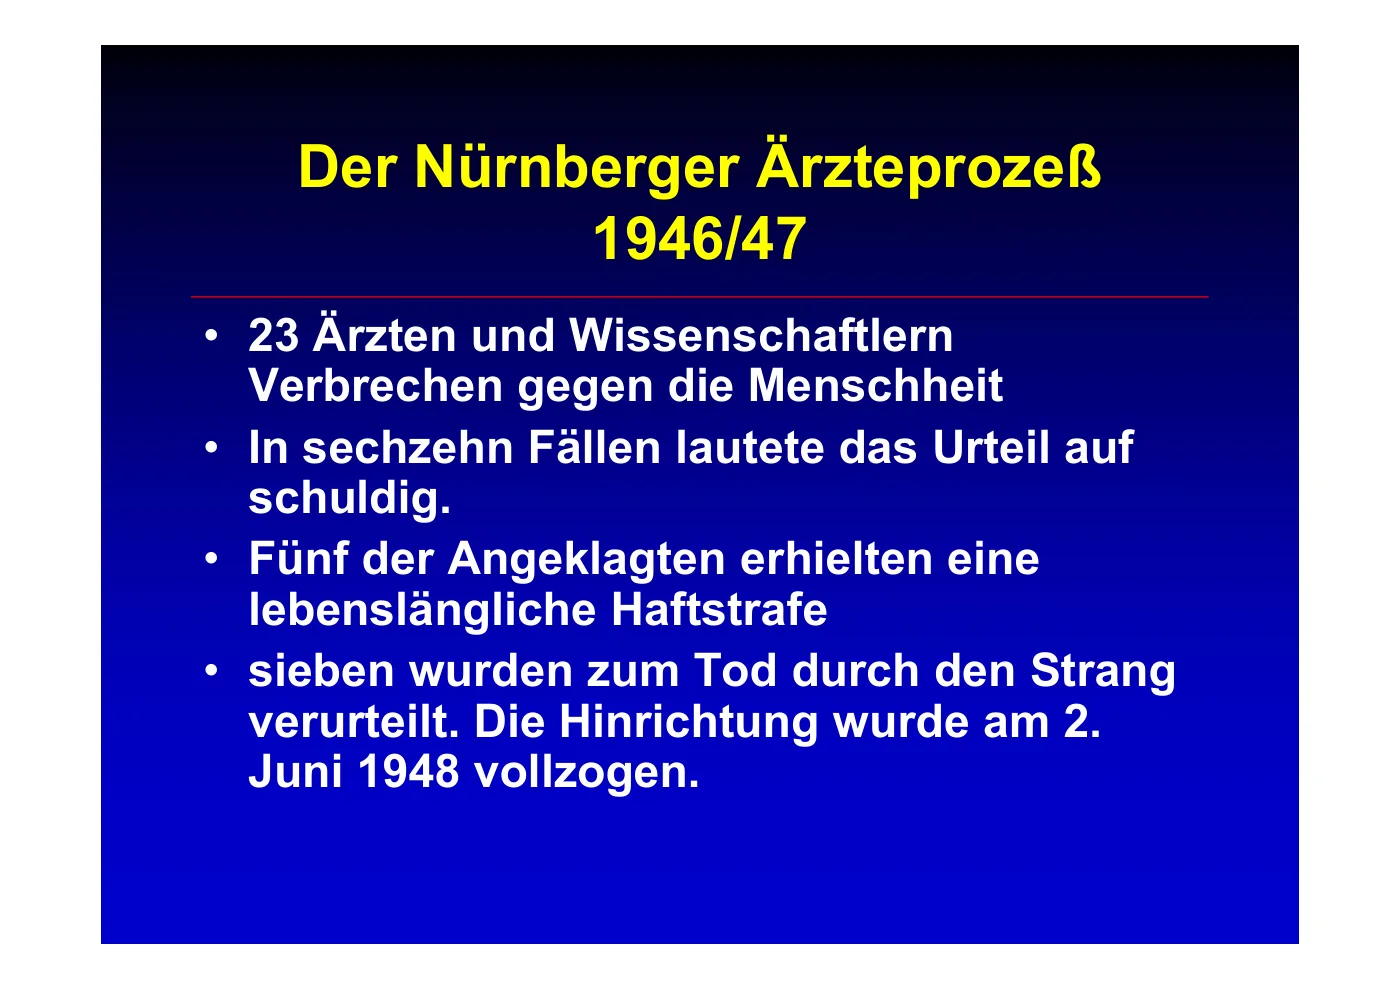 Der Nürnberger Ärzteprozeß
1946/47
• 23 Ärzten und Wissenschaftlern
Verbrechen gegen die Menschheit
• In sechzehn Fällen lautete das Urteil auf
schuldig.
• Fünf der Angeklagten erhielten eine
lebenslängliche Haftstrafe
• sieben wurden zum Tod durch den Strang
verurteilt. Die Hinrichtung wurde am 2.
Juni 1948 vollzogen.